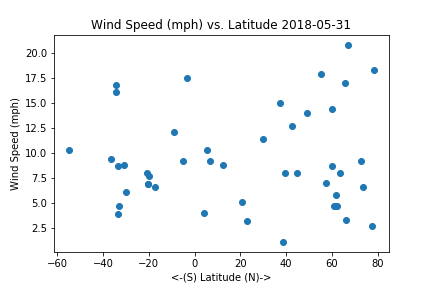 Wind Speed (mph) vs. Latitude 2018-05-31
20.0
17.5
15.0
12.5
10.0
7.5
5.0
2.5
Wind Speed (mph)
−60 −40 −20 0 20 40 60 80
<-(S) Latitude (N)->